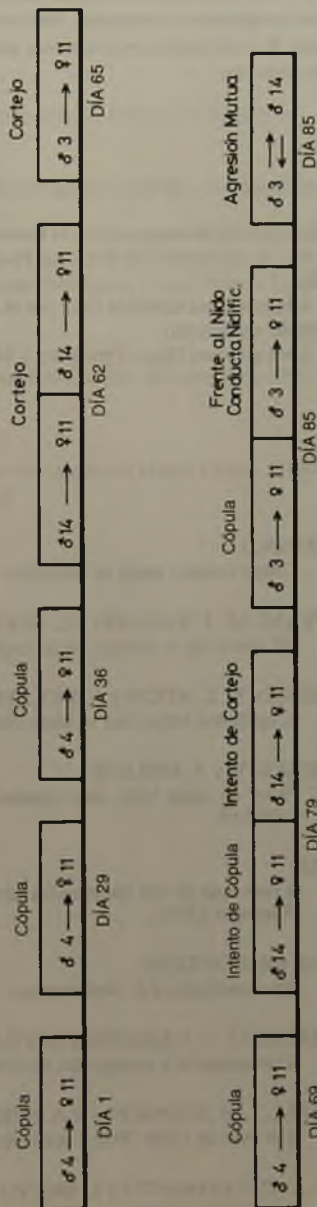 Cópula Cópula Cópula Cortejo Cortejo
♂ 4 → ♀ 11 ♂ 4 → ♀ 11 ♂ 4 → ♀ 11 ♂ 14 → ♀ 11 ♂ 14 → ♀ 11 ♂ 3 → ♀ 11
DÍA 1 DÍA 29 DÍA 36 DÍA 62 DÍA 65
Cópula Intento de Cópula Intento de Cortejo Cópula Frente al Nido
Conducta Nidific. Agresión Mutua
♂ 4 → ♀ 11 ♂ 14 → ♀ 11 ♂ 14 → ♀ 11 ♂ 3 → ♀ 11 ♂ 3 → ♀ 11 ♂ 3 ⇄ ♂ 14
DÍA 69 DÍA 79 DÍA 85 DÍA 85